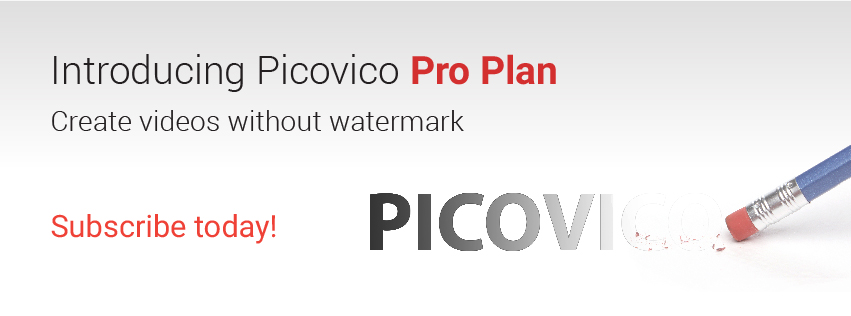 Introducing Picovico Pro Plan
Create videos without watermark
Subscribe today!
PICOVICO